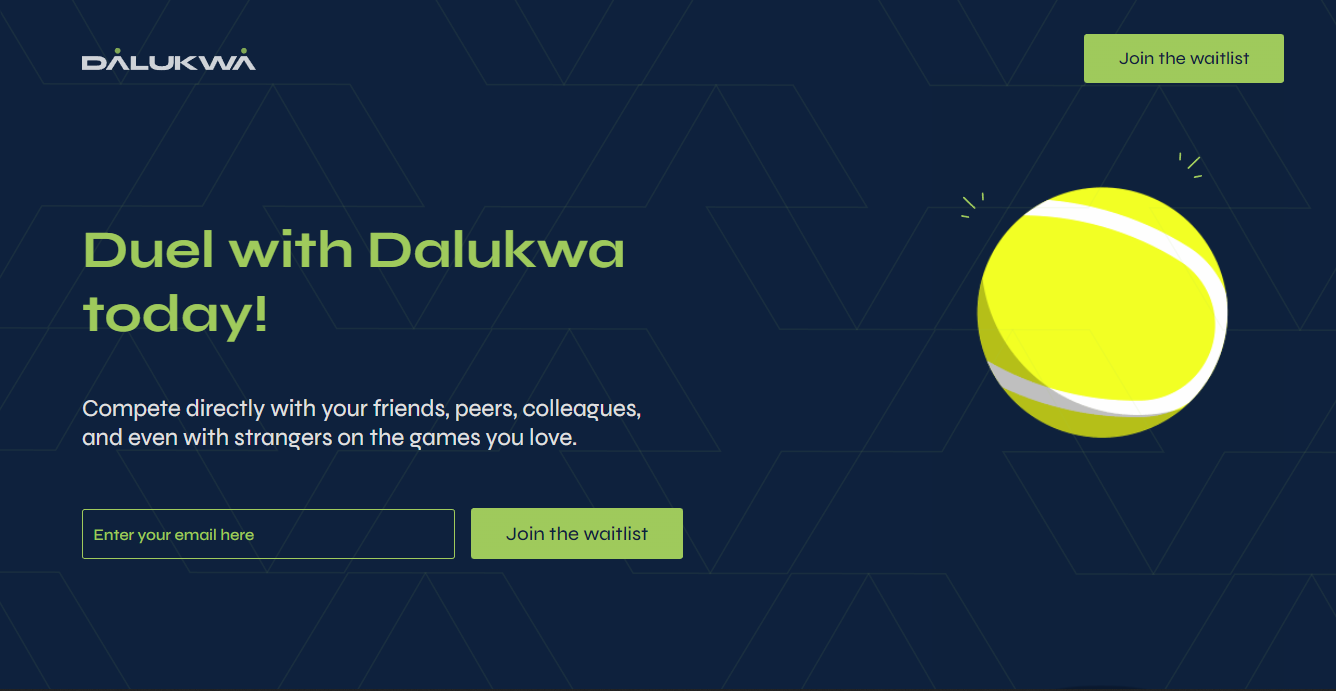 DALUKWA
Join the waitlist
Duel with Dalukwa
today!
Compete directly with your friends, peers, colleagues,
and even with strangers on the games you love.
Enter your email here
Join the waitlist